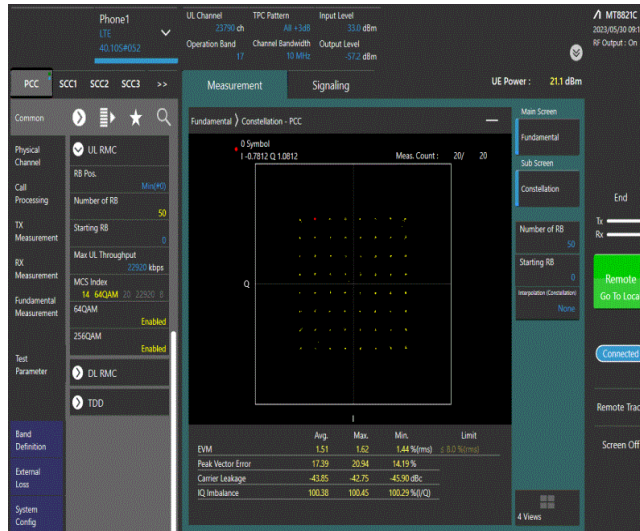 Phone1
LTE
40.10S#052
UL Channel TPC Pattern Input Level
23790 ch All +3dB 33.0 dBm
Operation Band Channel Bandwidth Output Level
17 10 MHz -57.2 dBm
MT8821C
2023/05/30 09:1
RF Output : On
PCC SCC1 SCC2 SCC3 >>
Measurement Signaling
UE Power : 21.1 dBm
Common
Physical
Channel
Call
Processing
TX
Measurement
RX
Measurement
Fundamental
Measurement
Test
Parameter
Band
Definition
External
Loss
System
Config
UL RMC
RB Pos.
Min(#0)
Number of RB
50
Starting RB
0
Max UL Throughput
22920 kbps
MCS Index
14 64QAM 20 22920 6
64QAM
Enabled
256QAM
Enabled
DL RMC
TDD
Fundamental Constellation - PCC
0 Symbol
I -0.7812 Q 1.0812
Meas. Count : 20/ 20
Q
I
Avg. Max. Min. Limit
EVM 1.51 1.62 1.44 %(rms) ≤ 8.0 %(rms)
Peak Vector Error 17.39 20.94 14.19 %
Carrier Leakage -43.85 -42.75 -45.90 dBc
IQ Imbalance 100.38 100.45 100.29 %(I/Q)
Main Screen
Fundamental
Sub Screen
Constellation
Number of RB
50
Starting RB
0
Interpolation (Constellation)
None
4 Views
End
Tx
Rx
Remote
Go To Loca
Connected
Remote Trac
Screen Off